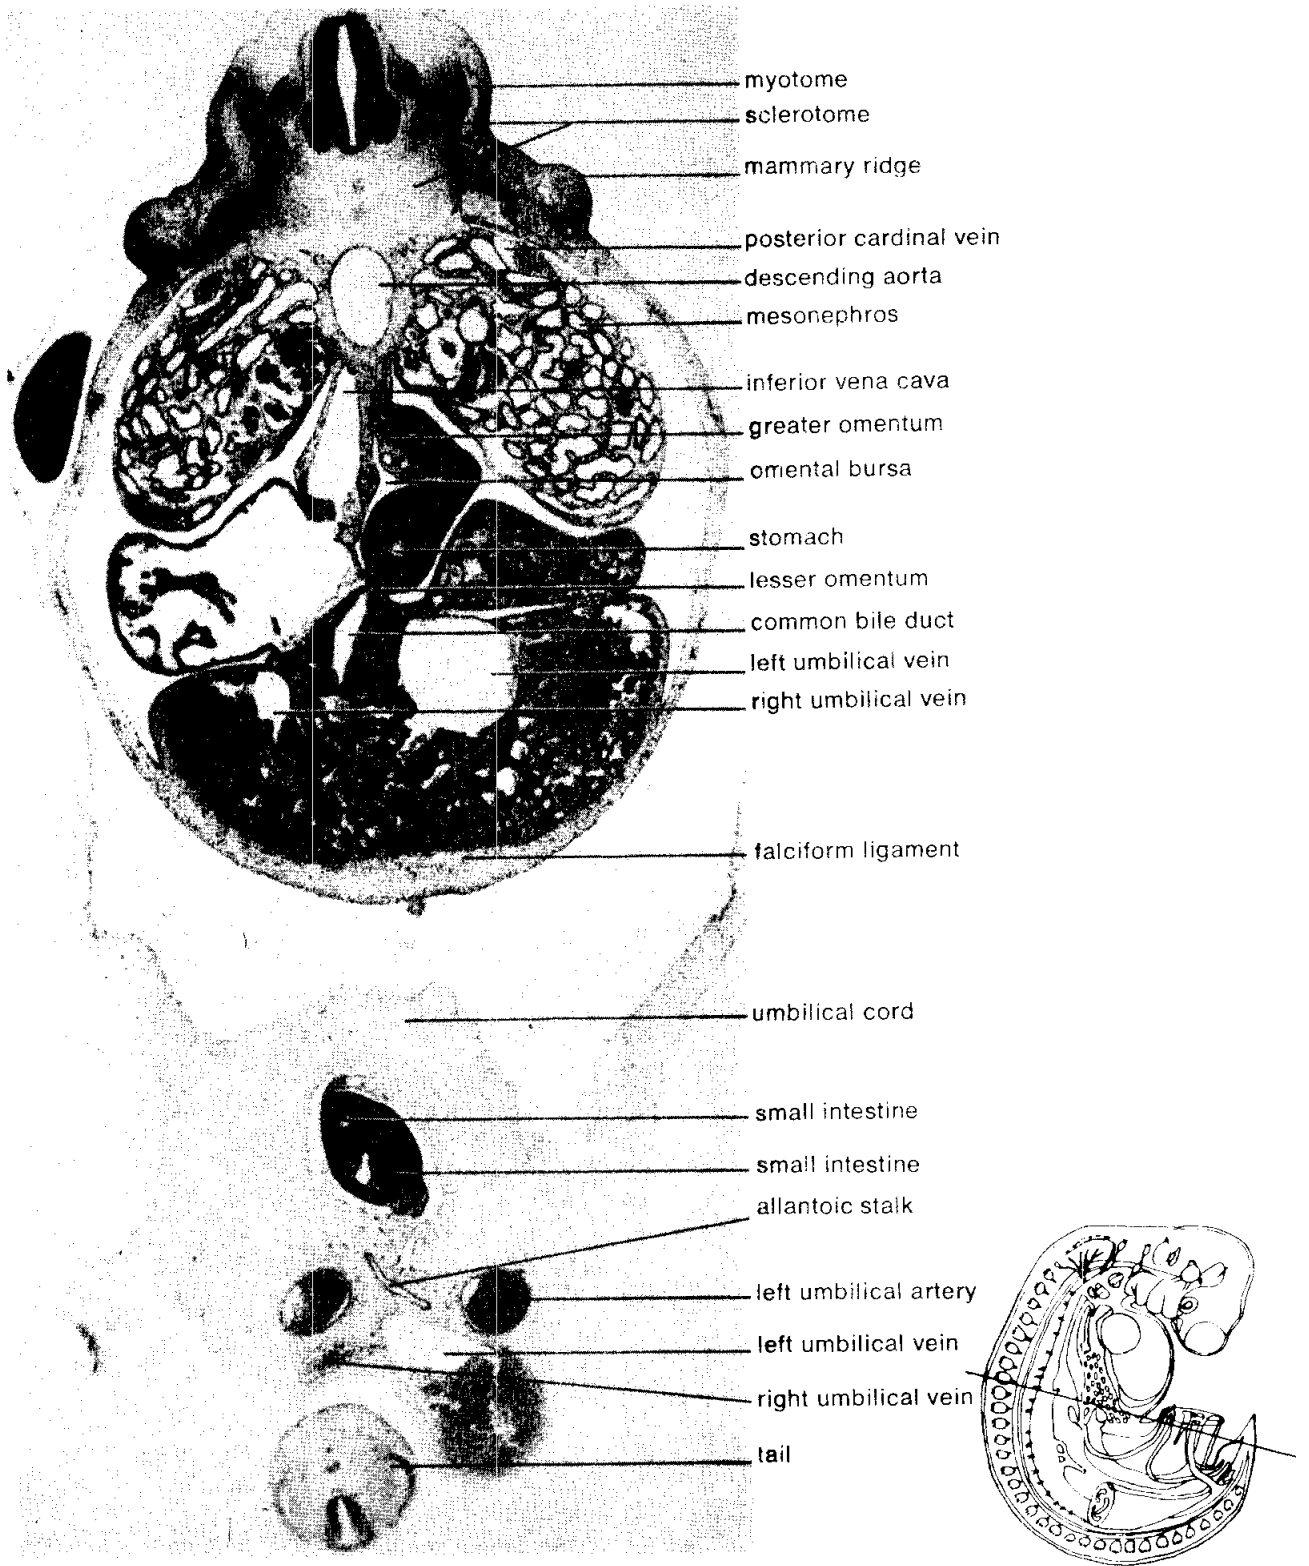 myotome
sclerotome
mammary ridge
posterior cardinal vein
descending aorta
mesonephros
inferior vena cava
greater omentum
omental bursa
stomach
lesser omentum
common bile duct
left umbilical vein
right umbilical vein
falciform ligament
umbilical cord
small intestine
small intestine
allantoic stalk
left umbilical artery
left umbilical vein
right umbilical vein
tail